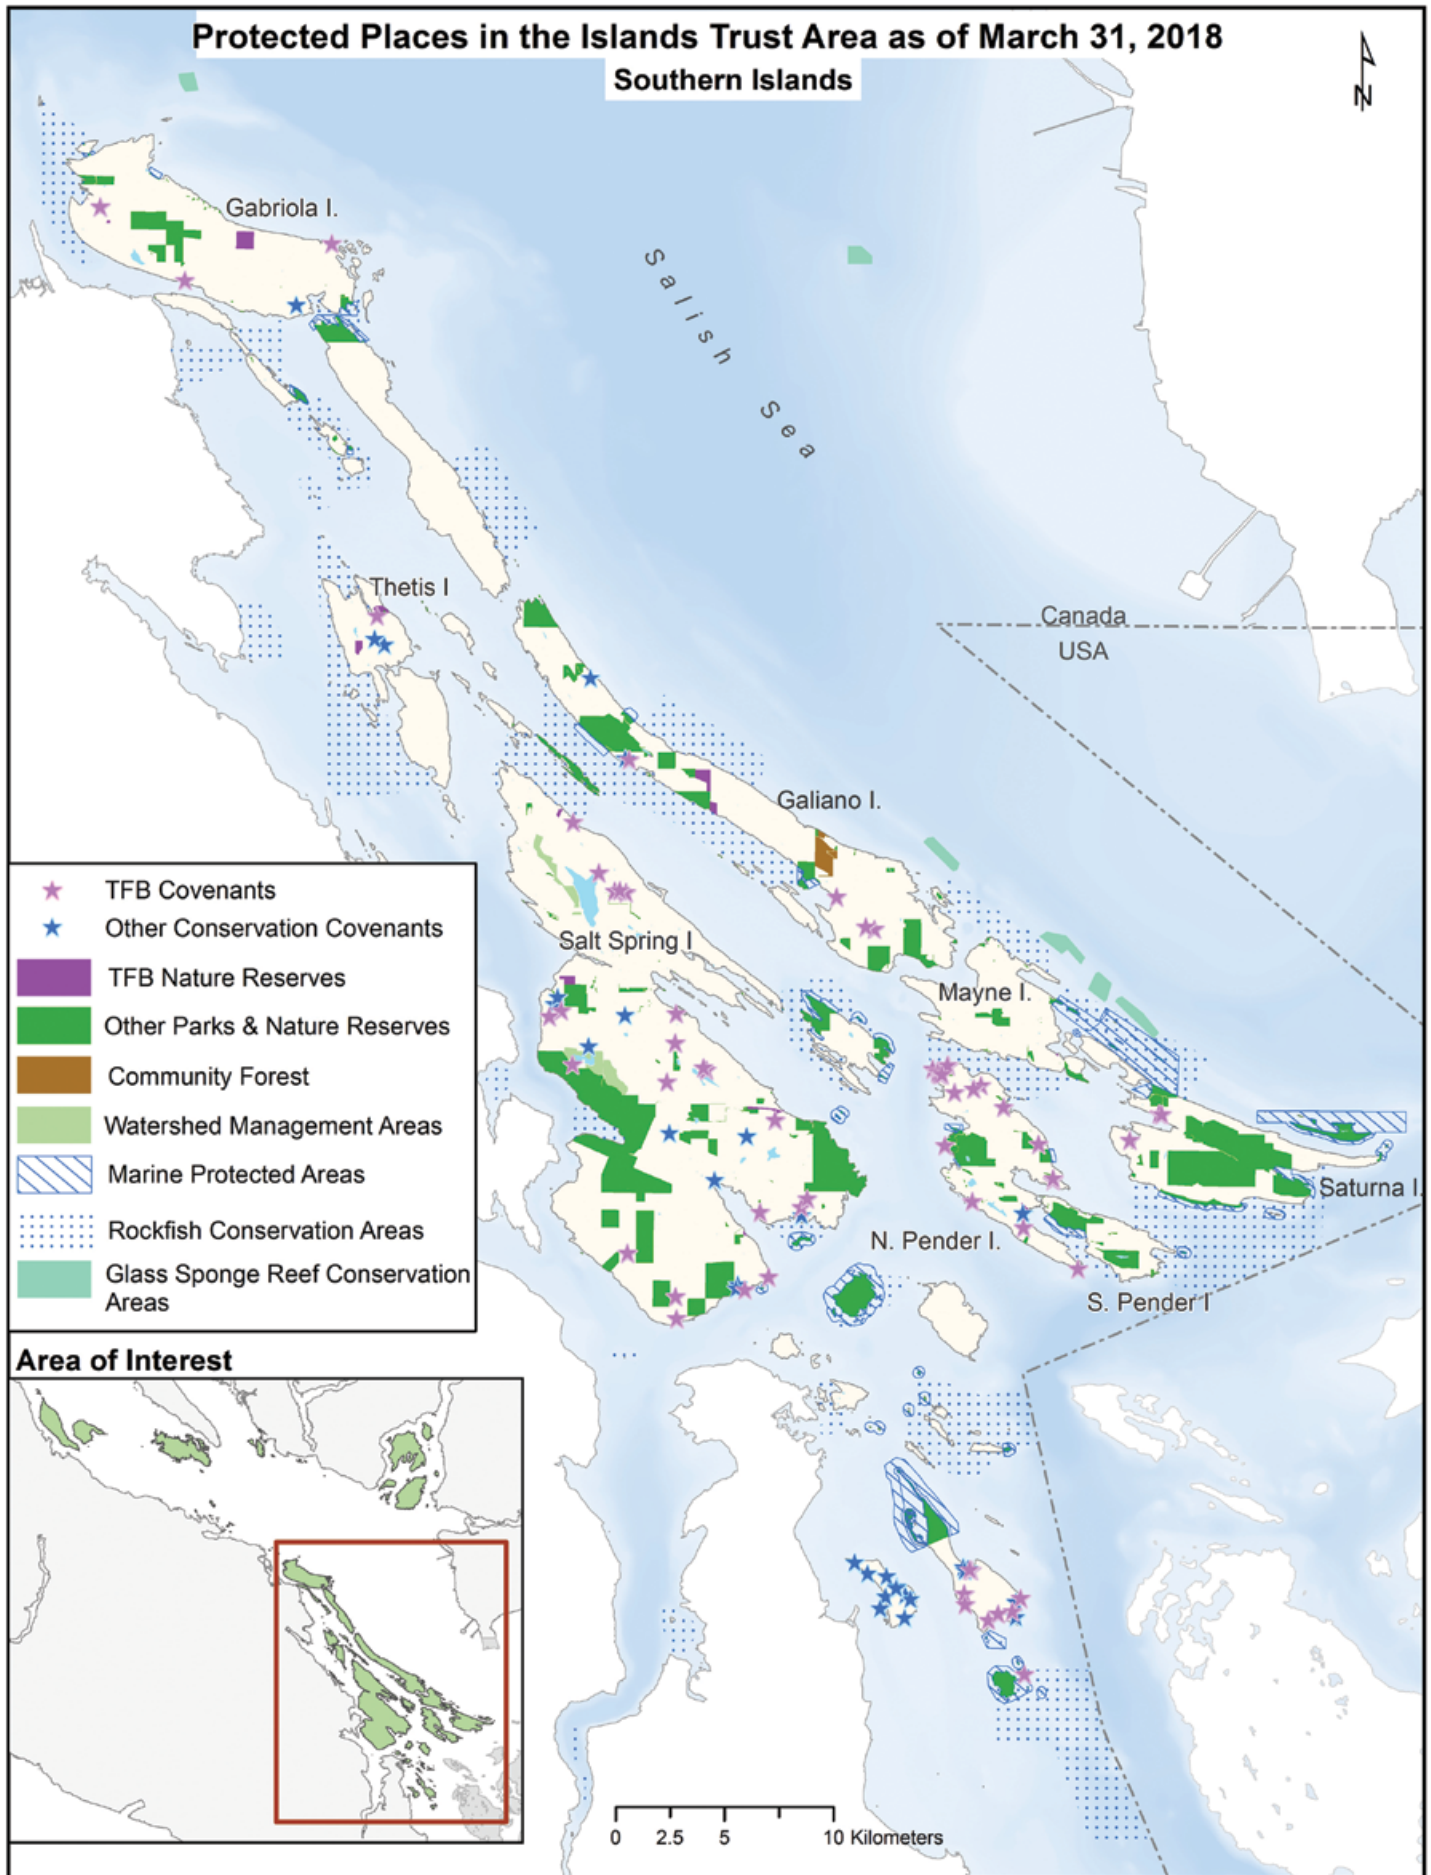 Protected Places in the Islands Trust Area as of March 31, 2018
Southern Islands
N
Gabriola I.
Salish Sea
Thetis I
Canada
USA
Galiano I.
Salt Spring I
Mayne I.
Saturna I.
N. Pender I.
S. Pender I
TFB Covenants
Other Conservation Covenants
TFB Nature Reserves
Other Parks & Nature Reserves
Community Forest
Watershed Management Areas
Marine Protected Areas
Rockfish Conservation Areas
Glass Sponge Reef Conservation
Areas
Area of Interest
0 2.5 5 10 Kilometers